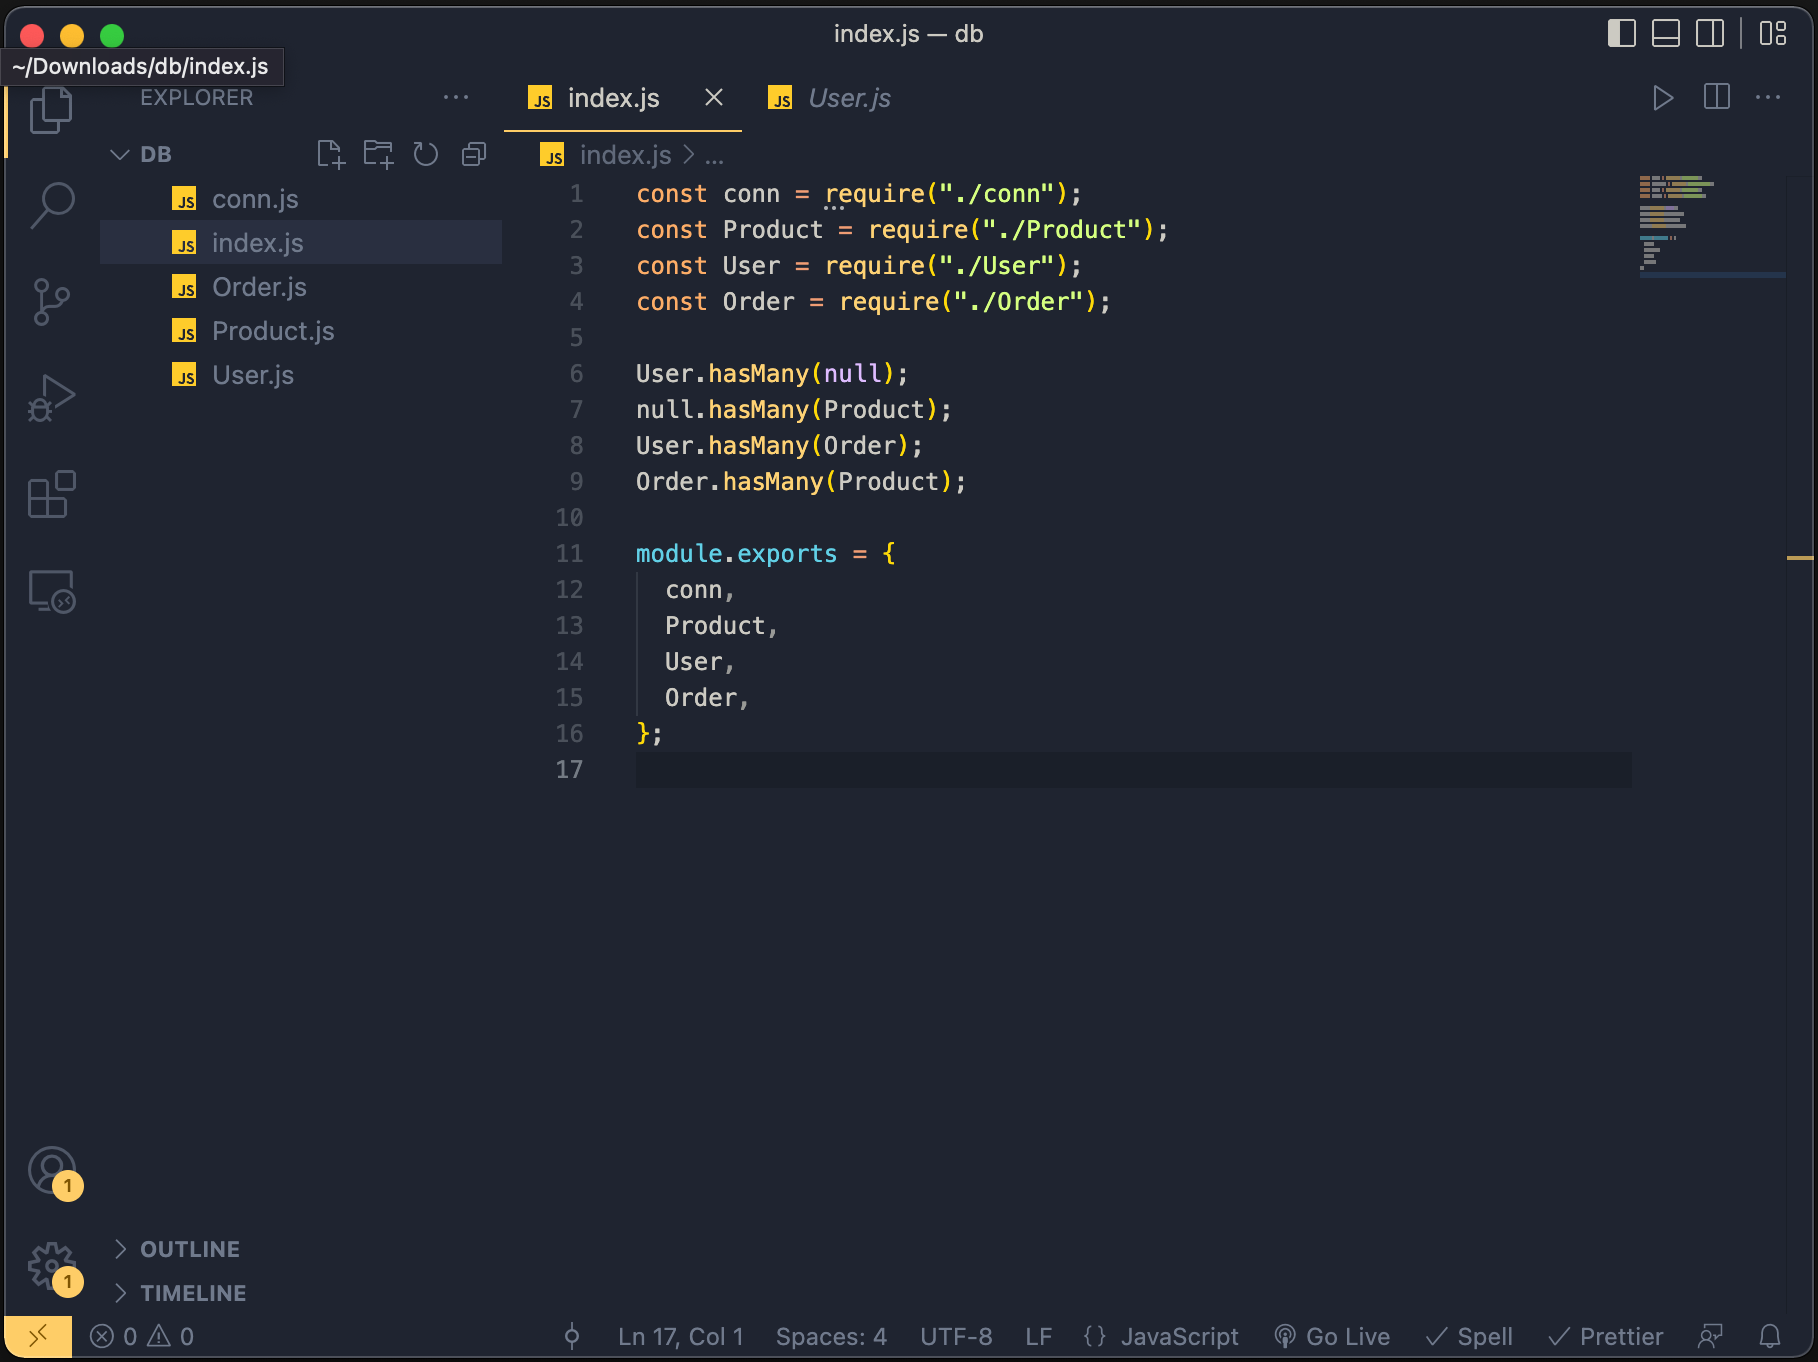 index.js — db
~/Downloads/db/index.js
EXPLORER
JS index.js
JS User.js
DB
JS index.js > ...
JS conn.js
JS index.js
JS Order.js
JS Product.js
JS User.js
1 const conn = require("./conn");
2 const Product = require("./Product");
3 const User = require("./User");
4 const Order = require("./Order");
5
6 User.hasMany(null);
7 null.hasMany(Product);
8 User.hasMany(Order);
9 Order.hasMany(Product);
10
11 module.exports = {
12 conn,
13 Product,
14 User,
15 Order,
16 };
17
1
1
OUTLINE
TIMELINE
0 0 Ln 17, Col 1 Spaces: 4 UTF-8 LF {} JavaScript Go Live Spell Prettier